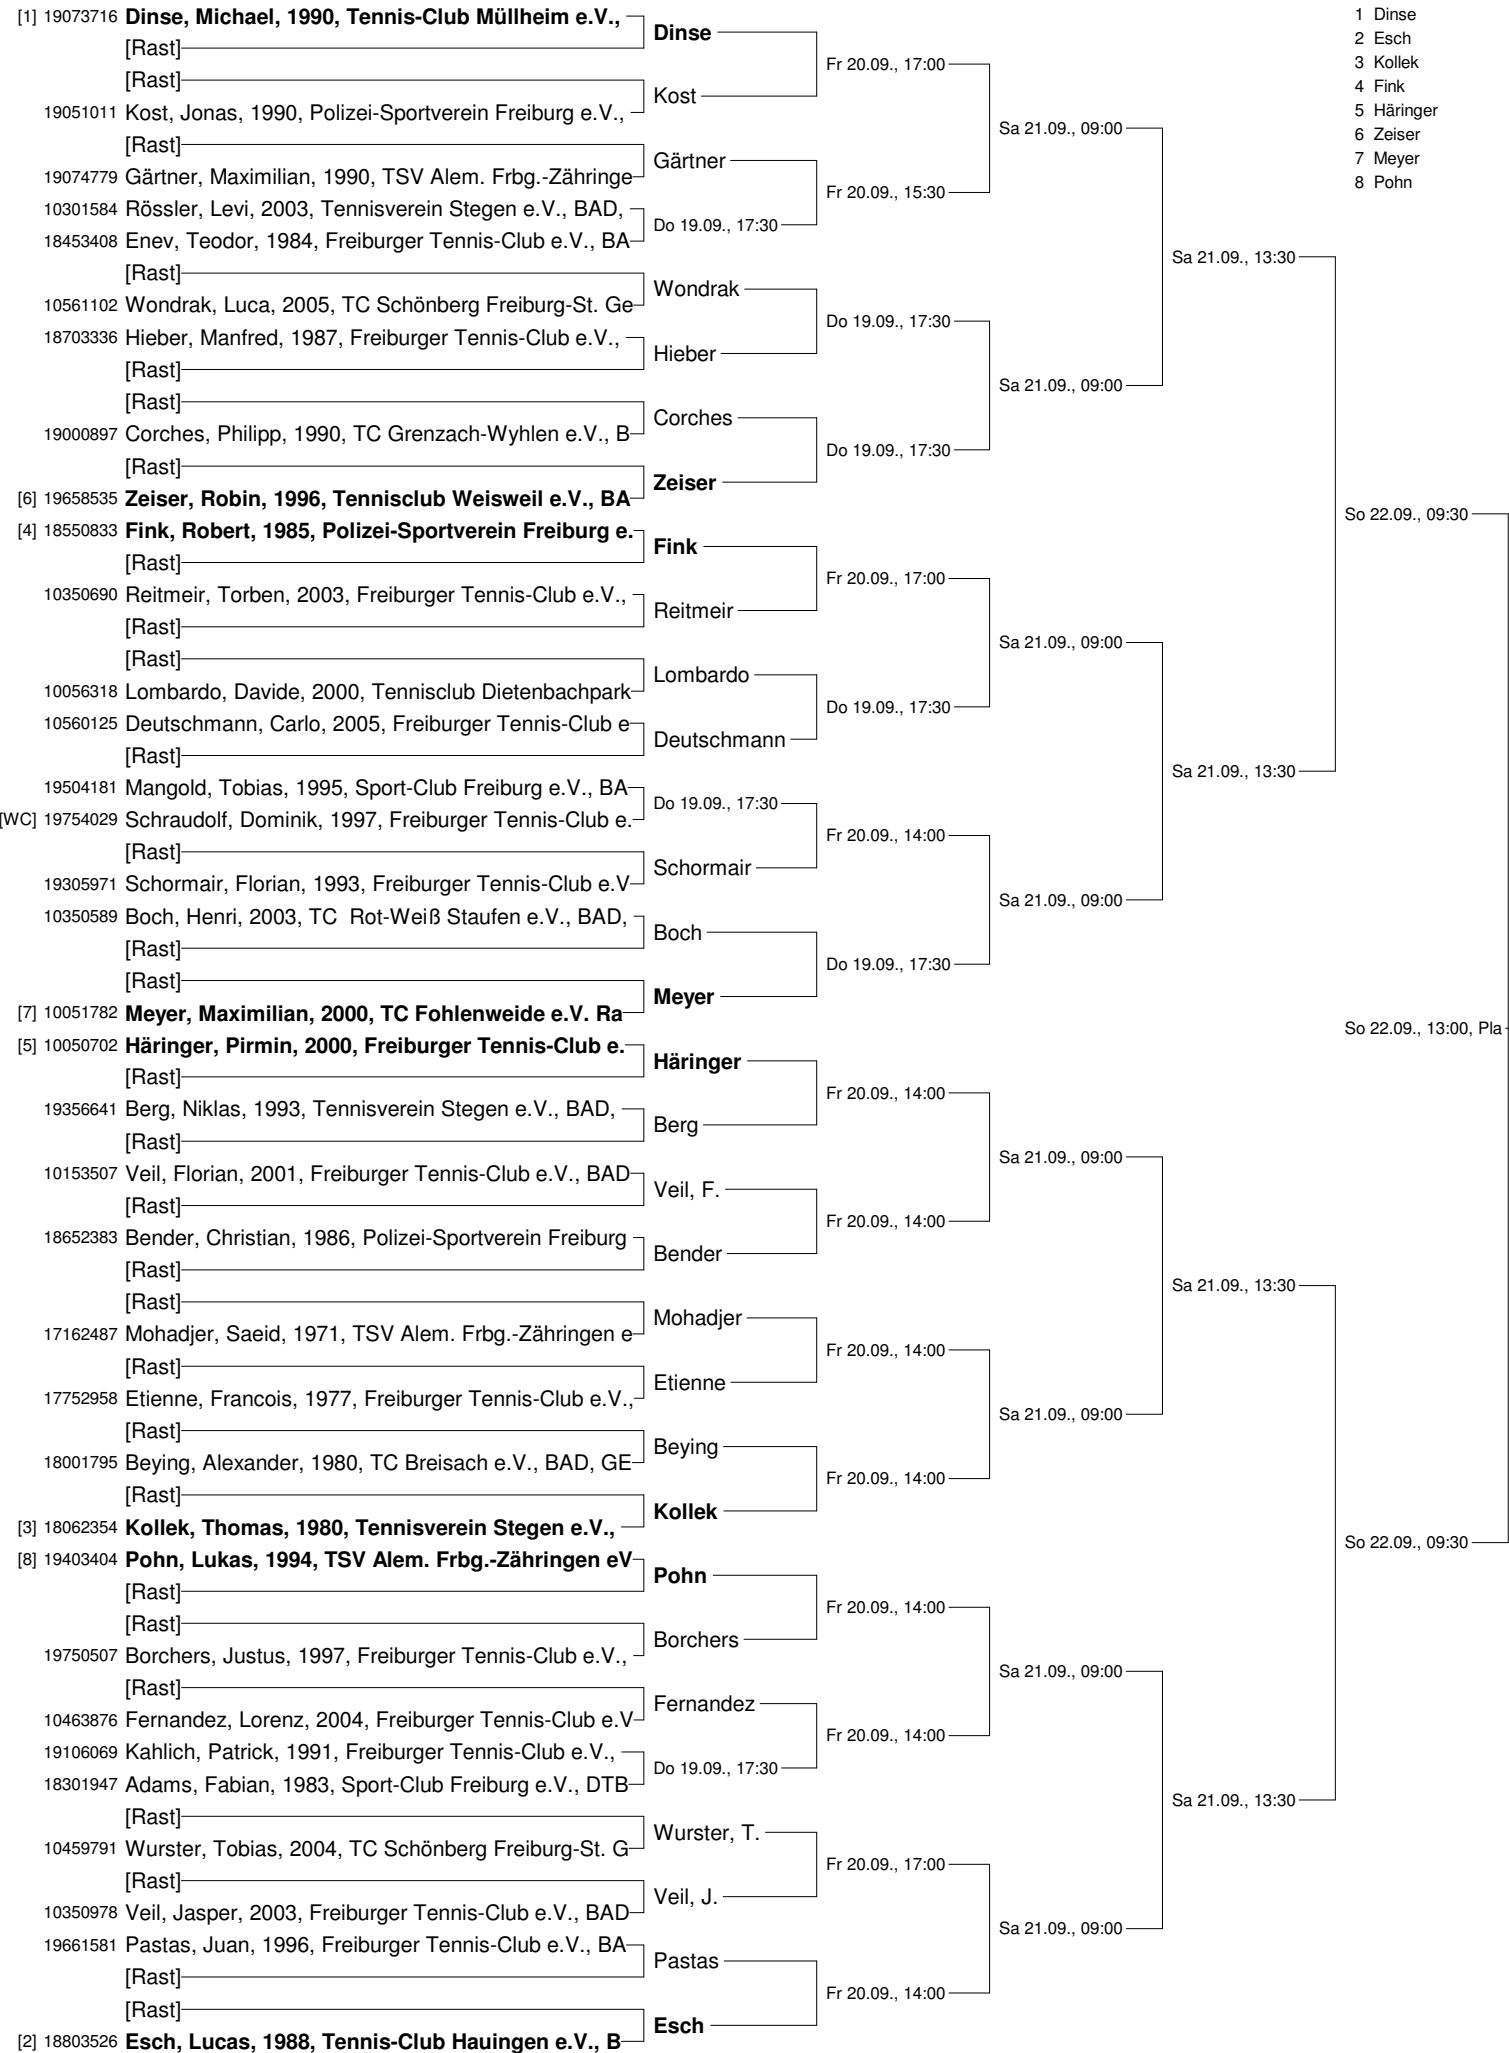 [1] 19073716 Dinse, Michael, 1990, Tennis-Club Müllheim e.V.,
[Rast]
[Rast]
19051011 Kost, Jonas, 1990, Polizei-Sportverein Freiburg e.V.,
[Rast]
19074779 Gärtner, Maximilian, 1990, TSV Alem. Frbg.-Zähringe
10301584 Rössler, Levi, 2003, Tennisverein Stegen e.V., BAD,
18453408 Enev, Teodor, 1984, Freiburger Tennis-Club e.V., BA
[Rast]
10561102 Wondrak, Luca, 2005, TC Schönberg Freiburg-St. Ge
18703336 Hieber, Manfred, 1987, Freiburger Tennis-Club e.V.,
[Rast]
[Rast]
19000897 Corches, Philipp, 1990, TC Grenzach-Wyhlen e.V., B
[Rast]
[6] 19658535 Zeiser, Robin, 1996, Tennisclub Weisweil e.V., BA
[4] 18550833 Fink, Robert, 1985, Polizei-Sportverein Freiburg e.
[Rast]
10350690 Reitmeir, Torben, 2003, Freiburger Tennis-Club e.V.,
[Rast]
[Rast]
10056318 Lombardo, Davide, 2000, Tennisclub Dietenbachpark
10560125 Deutschmann, Carlo, 2005, Freiburger Tennis-Club e
[Rast]
19504181 Mangold, Tobias, 1995, Sport-Club Freiburg e.V., BA
[WC] 19754029 Schraudolf, Dominik, 1997, Freiburger Tennis-Club e.
[Rast]
19305971 Schormair, Florian, 1993, Freiburger Tennis-Club e.V
10350589 Boch, Henri, 2003, TC Rot-Weiß Staufen e.V., BAD,
[Rast]
[Rast]
[7] 10051782 Meyer, Maximilian, 2000, TC Fohlenweide e.V. Ra
[5] 10050702 Häringer, Pirmin, 2000, Freiburger Tennis-Club e.
[Rast]
19356641 Berg, Niklas, 1993, Tennisverein Stegen e.V., BAD,
[Rast]
10153507 Veil, Florian, 2001, Freiburger Tennis-Club e.V., BAD
[Rast]
18652383 Bender, Christian, 1986, Polizei-Sportverein Freiburg
[Rast]
[Rast]
17162487 Mohadjer, Saeid, 1971, TSV Alem. Frbg.-Zähringen e
[Rast]
17752958 Etienne, Francois, 1977, Freiburger Tennis-Club e.V.,
[Rast]
18001795 Beying, Alexander, 1980, TC Breisach e.V., BAD, GE
[Rast]
[3] 18062354 Kollek, Thomas, 1980, Tennisverein Stegen e.V.,
[8] 19403404 Pohn, Lukas, 1994, TSV Alem. Frbg.-Zähringen eV
[Rast]
[Rast]
19750507 Borchers, Justus, 1997, Freiburger Tennis-Club e.V.,
[Rast]
10463876 Fernandez, Lorenz, 2004, Freiburger Tennis-Club e.V
19106069 Kahlich, Patrick, 1991, Freiburger Tennis-Club e.V.,
18301947 Adams, Fabian, 1983, Sport-Club Freiburg e.V., DTB
[Rast]
10459791 Wurster, Tobias, 2004, TC Schönberg Freiburg-St. G
[Rast]
10350978 Veil, Jasper, 2003, Freiburger Tennis-Club e.V., BAD
19661581 Pastas, Juan, 1996, Freiburger Tennis-Club e.V., BA
[Rast]
[Rast]
[2] 18803526 Esch, Lucas, 1988, Tennis-Club Hauingen e.V., B
Dinse
Kost
Gärtner
Do 19.09., 17:30
Wondrak
Hieber
Corches
Zeiser
Fink
Reitmeir
Lombardo
Deutschmann
Do 19.09., 17:30
Schormair
Boch
Meyer
Häringer
Berg
Veil, F.
Bender
Mohadjer
Etienne
Beying
Kollek
Pohn
Borchers
Fernandez
Do 19.09., 17:30
Wurster, T.
Veil, J.
Pastas
Esch
Fr 20.09., 17:00
Fr 20.09., 15:30
Do 19.09., 17:30
Do 19.09., 17:30
Fr 20.09., 17:00
Do 19.09., 17:30
Fr 20.09., 14:00
Do 19.09., 17:30
Fr 20.09., 14:00
Fr 20.09., 14:00
Fr 20.09., 14:00
Fr 20.09., 14:00
Fr 20.09., 14:00
Fr 20.09., 14:00
Fr 20.09., 17:00
Fr 20.09., 14:00
Sa 21.09., 09:00
Sa 21.09., 09:00
Sa 21.09., 09:00
Sa 21.09., 09:00
Sa 21.09., 09:00
Sa 21.09., 09:00
Sa 21.09., 09:00
Sa 21.09., 09:00
Sa 21.09., 13:30
Sa 21.09., 13:30
Sa 21.09., 13:30
Sa 21.09., 13:30
So 22.09., 09:30
So 22.09., 09:30
So 22.09., 13:00, Pla
1 Dinse
2 Esch
3 Kollek
4 Fink
5 Häringer
6 Zeiser
7 Meyer
8 Pohn